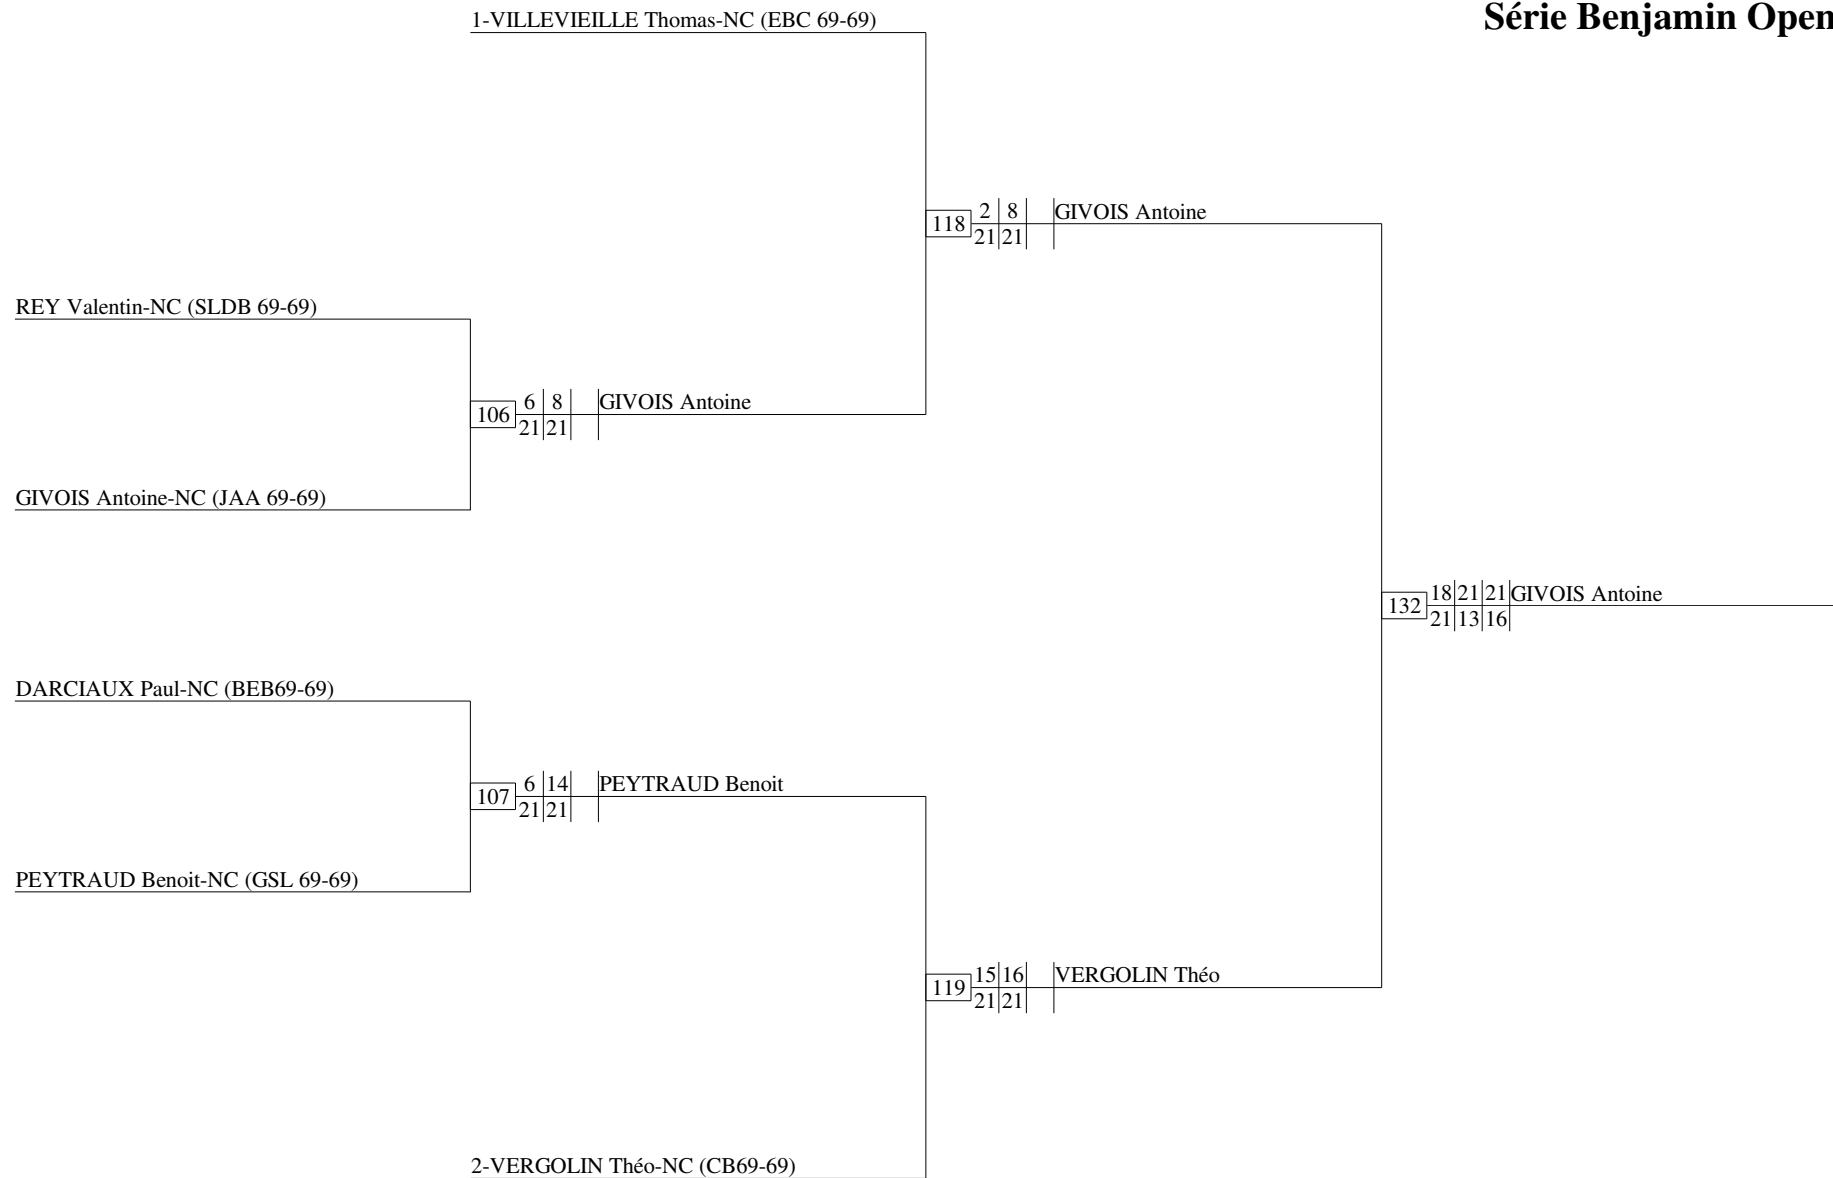 Série Benjamin Open
1-VILLEVIEILLE Thomas-NC (EBC 69-69)
118 2 8 GIVOIS Antoine
21 21
REY Valentin-NC (SLDB 69-69)
106 6 8 GIVOIS Antoine
21 21
GIVOIS Antoine-NC (JAA 69-69)
132 18 21 21 GIVOIS Antoine
21 13 16
DARCIAUX Paul-NC (BEB69-69)
107 6 14 PEYTRAUD Benoit
21 21
PEYTRAUD Benoit-NC (GSL 69-69)
119 15 16 VERGOLIN Théo
21 21
2-VERGOLIN Théo-NC (CB69-69)